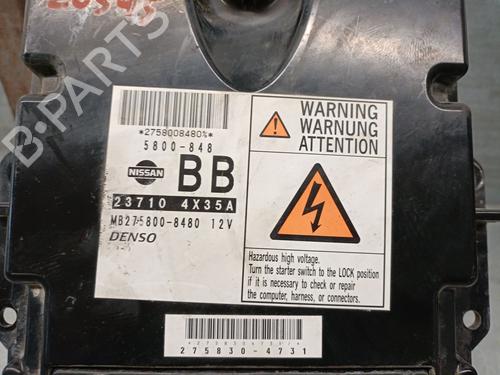 *2758008480%*
5800-848
NISSAN
BB
23710 4X35A
MB275800-8480 12V
DENSO
WARNING
WARNUNG
ATTENTION
Hazardous high voltage.
Turn the starter switch to the LOCK position
if it is necessary to check or repair
the computer, harness, or connectors.
275830-4731
B-PARTS